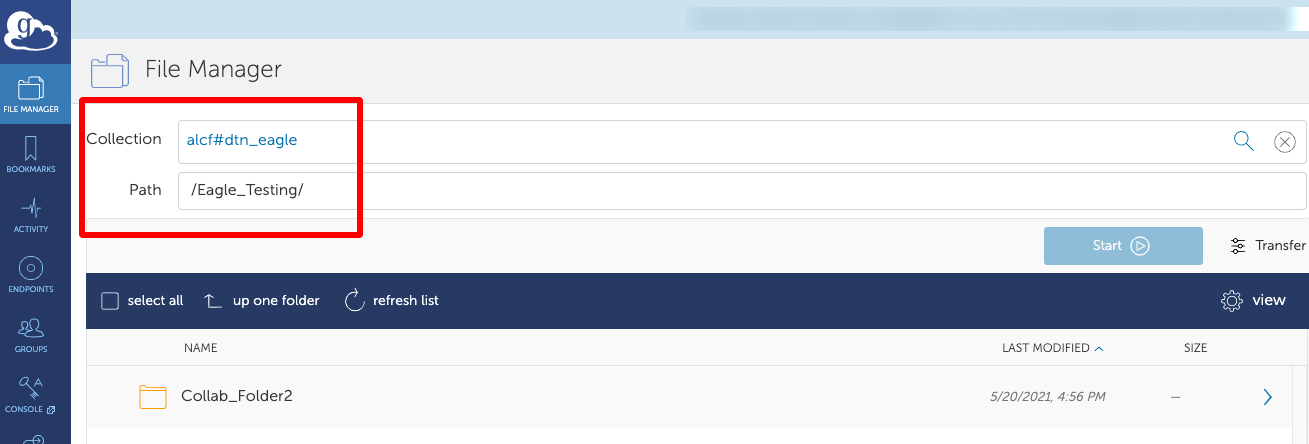 g
File Manager
FILE MANAGER
Collection alcf#dtn_eagle
BOOKMARKS
Path /Eagle_Testing/
ACTIVITY
Start Transfer
ENDPOINTS
select all up one folder refresh list view
GROUPS
NAME LAST MODIFIED SIZE
CONSOLE
Collab_Folder2 5/20/2021, 4:56 PM —